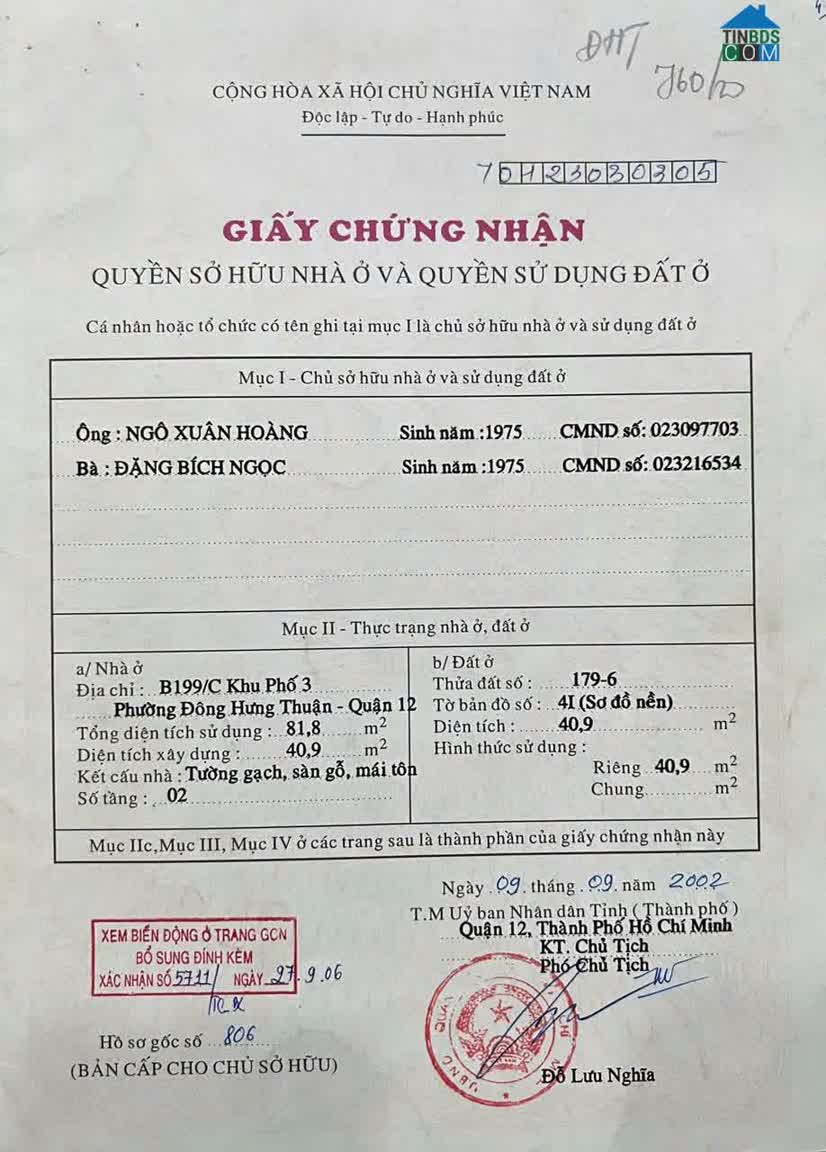 ĐHT
TINBDS
COM
760/20
CỘNG HÒA XÃ HỘI CHỦ NGHĨA VIỆT NAM
Độc lập - Tự do - Hạnh phúc
GIẤY CHỨNG NHẬN
QUYỀN SỞ HỮU NHÀ Ở VÀ QUYỀN SỬ DỤNG ĐẤT Ở
Cá nhân hoặc tổ chức có tên ghi tại mục I là chủ sở hữu nhà ở và sử dụng đất ở
Mục I - Chủ sở hữu nhà ở và sử dụng đất ở
Ông : NGÔ XUÂN HOÀNG Sinh năm :1975 CMND số: 023097703
Bà : ĐẶNG BÍCH NGỌC Sinh năm :1975 CMND số: 023216534
Mục II - Thực trạng nhà ở, đất ở
a/ Nhà ở
Địa chỉ : B199/C Khu Phố 3
Phường Đông Hưng Thuận - Quận 12
Tổng diện tích sử dụng : 81,8 m2
Diện tích xây dựng : 40,9 m2
Kết cấu nhà : Tường gạch, sàn gỗ, mái tôn
Số tầng : 02
b/ Đất ở
Thửa đất số : 179-6
Tờ bản đồ số : 4I (Sơ đồ nền)
Diện tích : 40,9 m2
Hình thức sử dụng :
Riêng 40,9 m2
Chung m2
Mục IIc,Mục III, Mục IV ở các trang sau là thành phần của giấy chứng nhận này
Ngày 09 tháng 09 năm 2002
T.M Uỷ ban Nhân dân Tỉnh ( Thành phố )
Quận 12, Thành Phố Hồ Chí Minh
KT. Chủ Tịch
Phó Chủ Tịch
Đỗ Lưu Nghĩa
XEM BIẾN ĐỘNG Ở TRANG GCN
BỔ SUNG ĐÍNH KÈM
XÁC NHẬN SỐ 5711/ NGÀY 27.9.06
Hồ sơ gốc số 806
(BẢN CẤP CHO CHỦ SỞ HỮU)